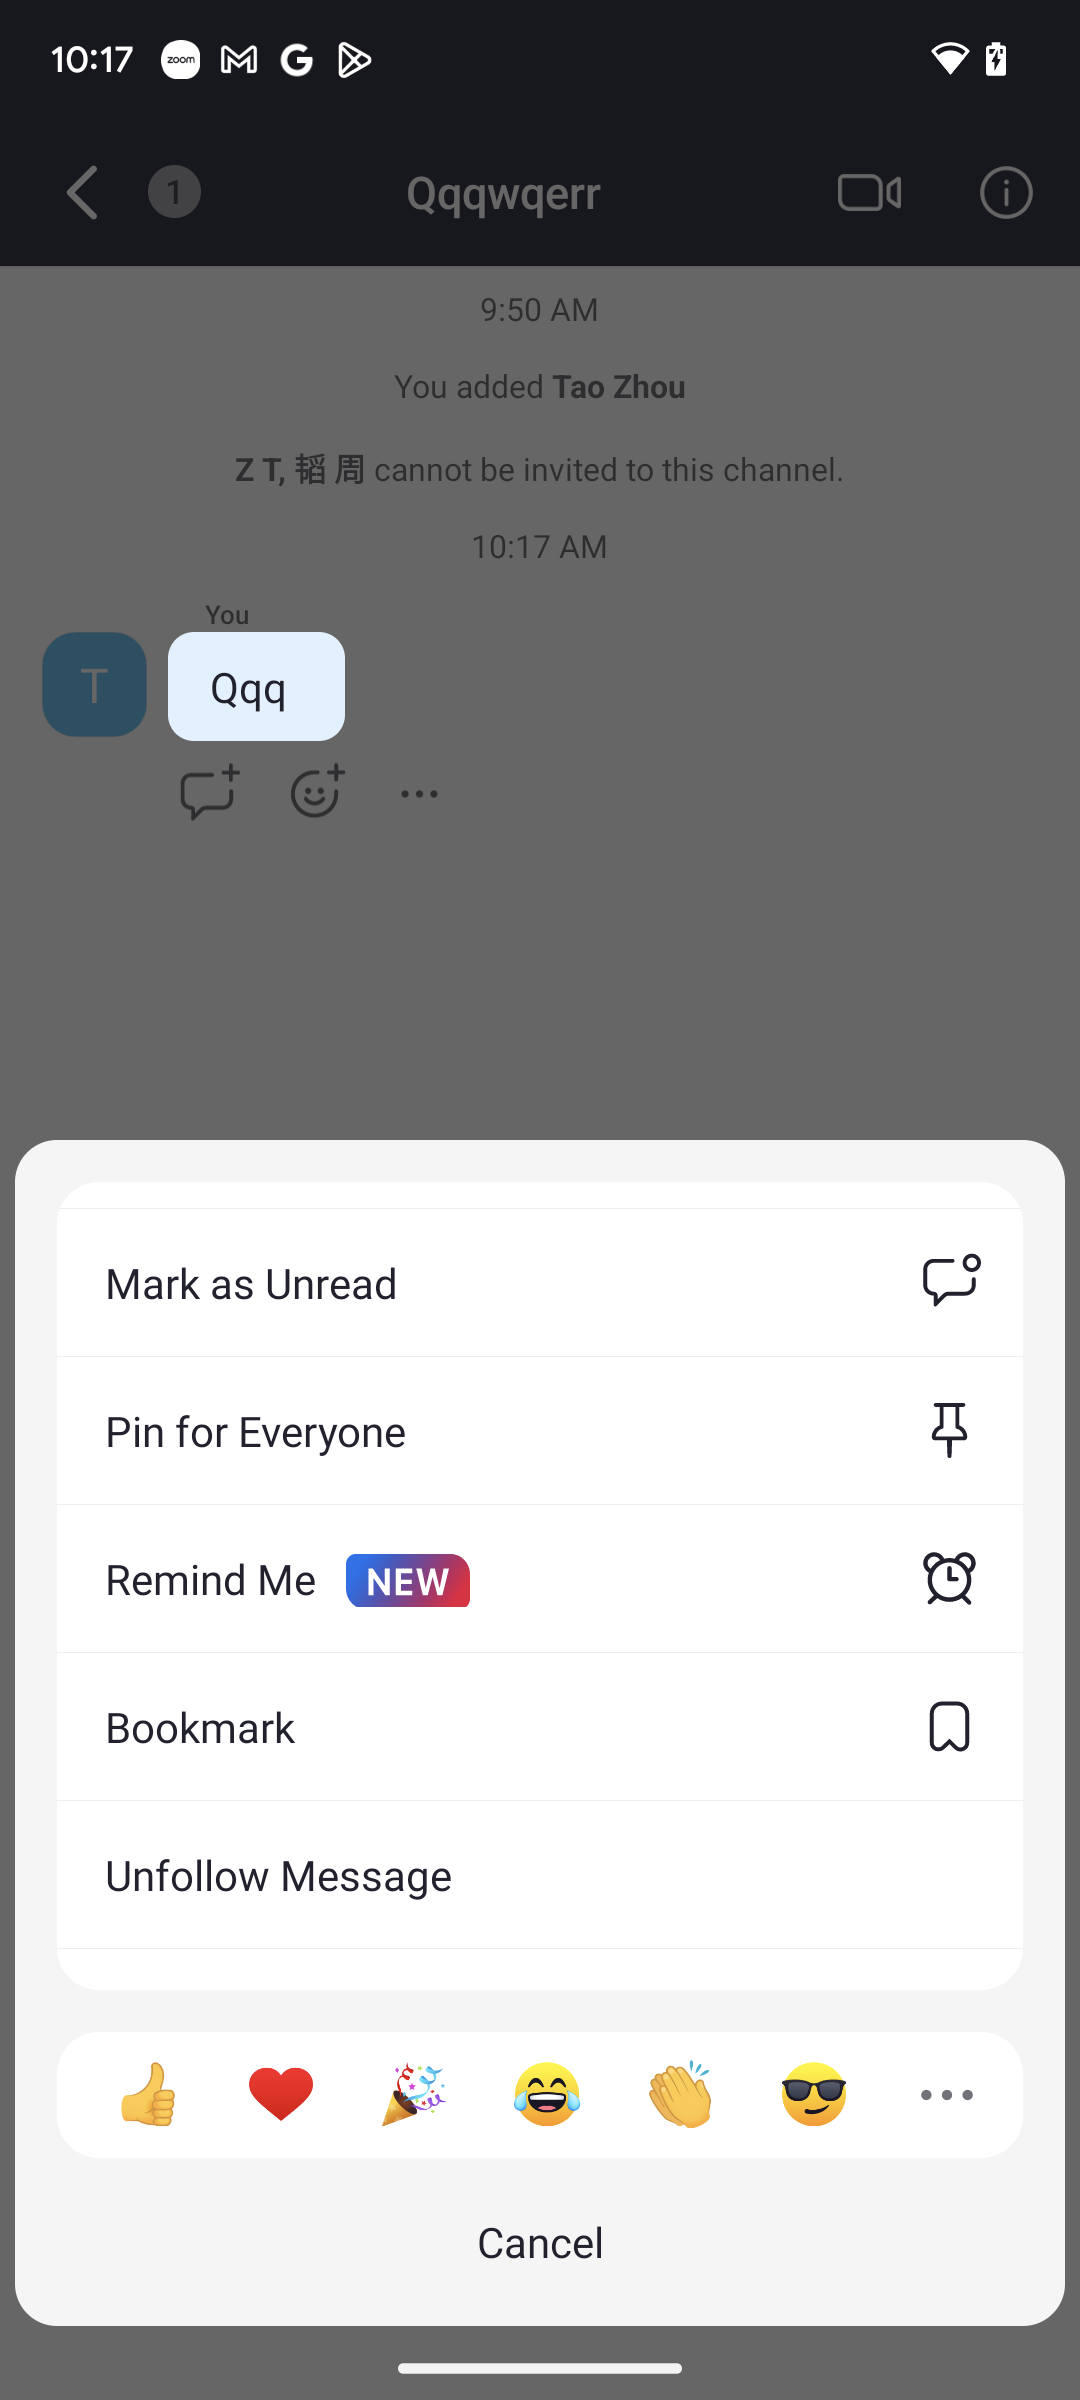 10:17 zoom
1 Qqqwqerr
9:50 AM
You added Tao Zhou
Z T, 韬 周 cannot be invited to this channel.
10:17 AM
You
T
Qqq
Mark as Unread
Pin for Everyone
Remind Me NEW
Bookmark
Unfollow Message
Cancel